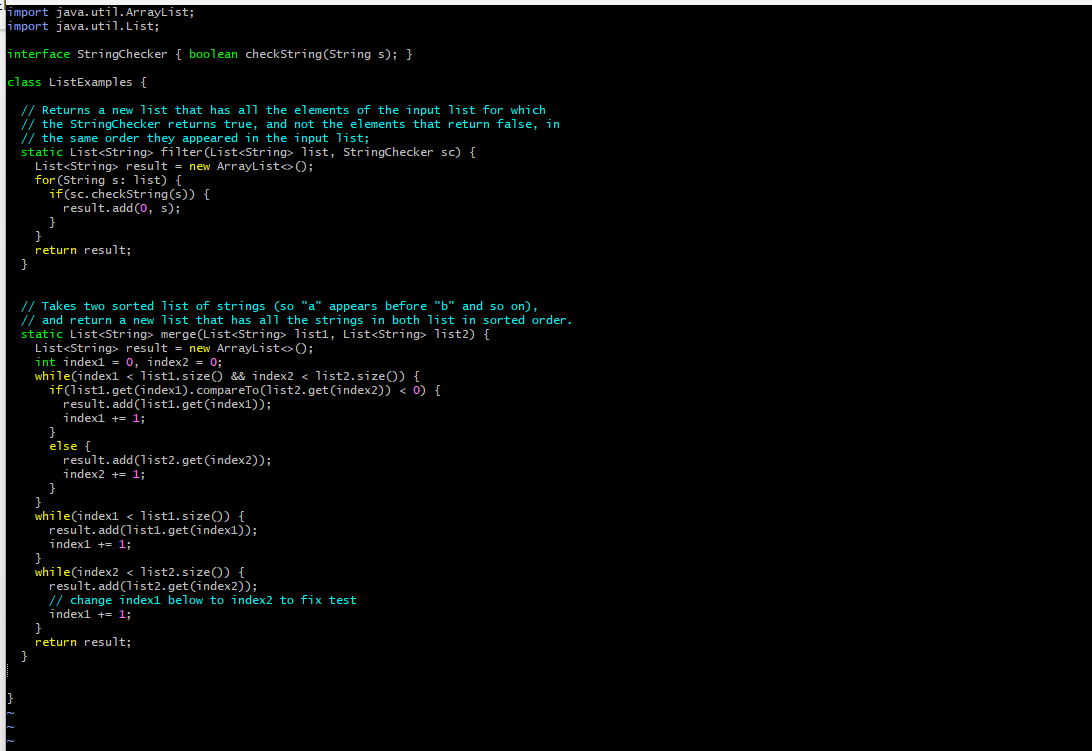 import java.util.ArrayList;
import java.util.List;

interface StringChecker { boolean checkString(String s); }

class ListExamples {

  // Returns a new list that has all the elements of the input list for which
  // the StringChecker returns true, and not the elements that return false, in
  // the same order they appeared in the input list;
  static List<String> filter(List<String> list, StringChecker sc) {
    List<String> result = new ArrayList<>();
    for(String s: list) {
      if(sc.checkString(s)) {
        result.add(0, s);
      }
    }
    return result;
  }


  // Takes two sorted list of strings (so "a" appears before "b" and so on),
  // and return a new list that has all the strings in both list in sorted order.
  static List<String> merge(List<String> list1, List<String> list2) {
    List<String> result = new ArrayList<>();
    int index1 = 0, index2 = 0;
    while(index1 < list1.size() && index2 < list2.size()) {
      if(list1.get(index1).compareTo(list2.get(index2)) < 0) {
        result.add(list1.get(index1));
        index1 += 1;
      }
      else {
        result.add(list2.get(index2));
        index2 += 1;
      }
    }
    while(index1 < list1.size()) {
      result.add(list1.get(index1));
      index1 += 1;
    }
    while(index2 < list2.size()) {
      result.add(list2.get(index2));
      // change index1 below to index2 to fix test
      index1 += 1;
    }
    return result;
  }


}
~
~
~